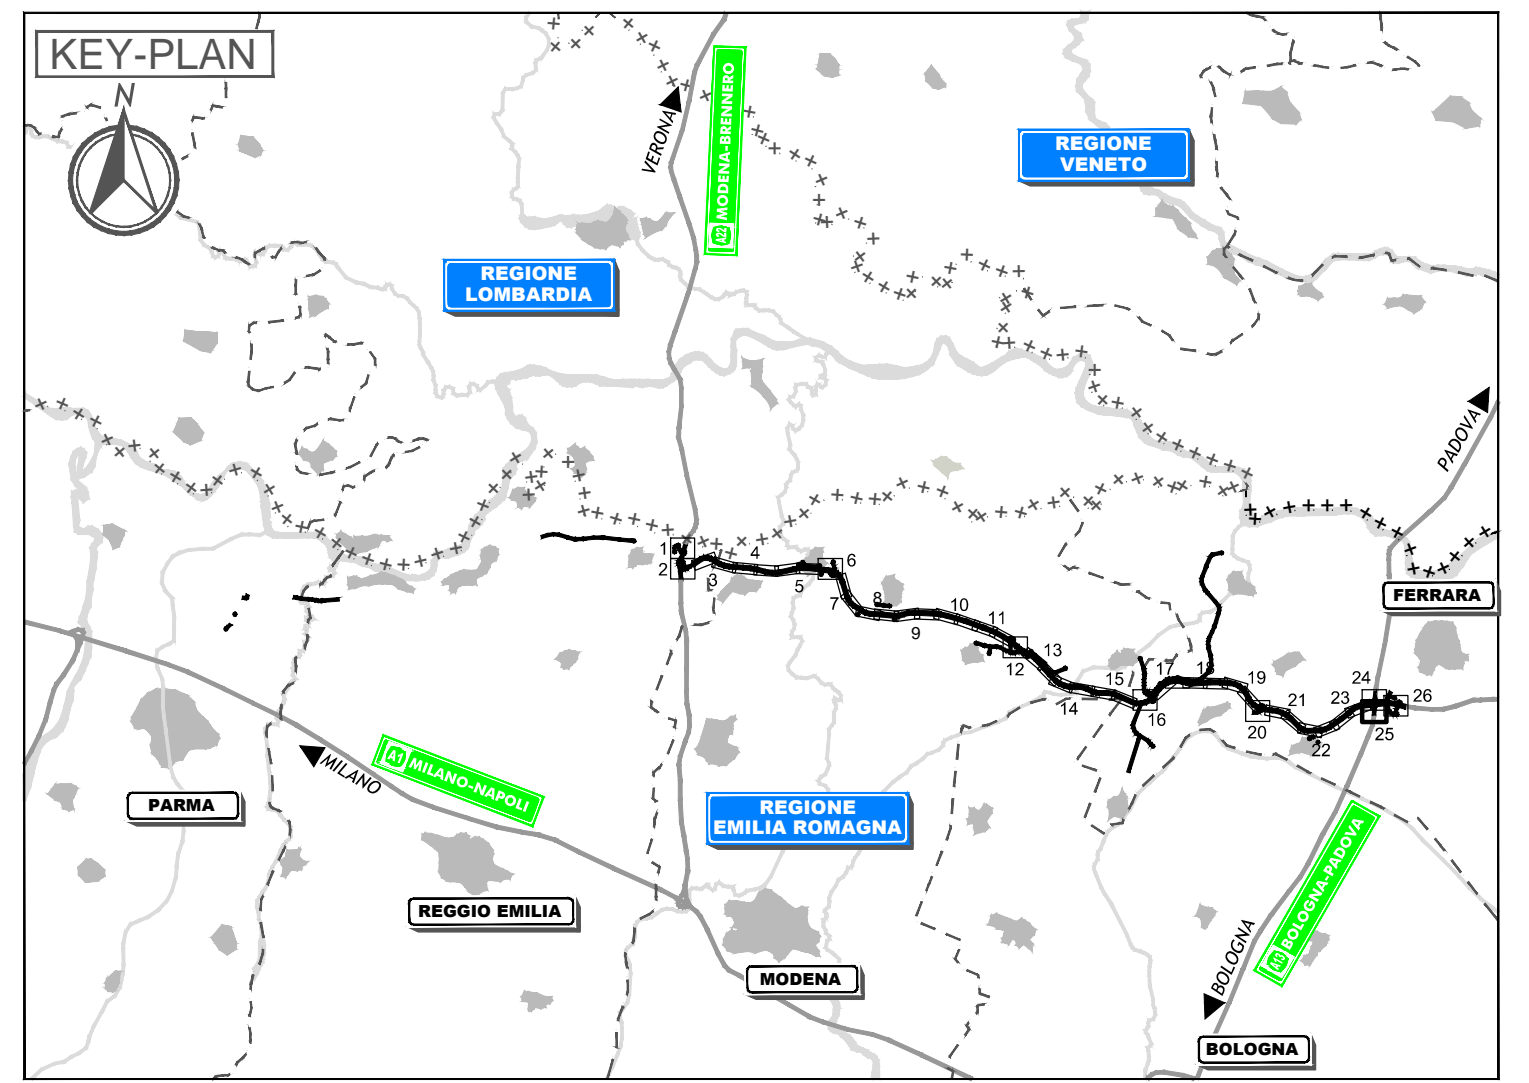 KEY-PLAN
N
VERONA
A22 MODENA-BRENNERO
REGIONE
VENETO
REGIONE
LOMBARDIA
PADOVA
1
2
3
4
5
6
7
8
9
10
11
12
13
14
15
16
17
18
19
20
21
22
23
24
25
26
FERRARA
MILANO
A1 MILANO-NAPOLI
PARMA
REGIONE
EMILIA ROMAGNA
REGGIO EMILIA
MODENA
A13 BOLOGNA-PADOVA
BOLOGNA
BOLOGNA